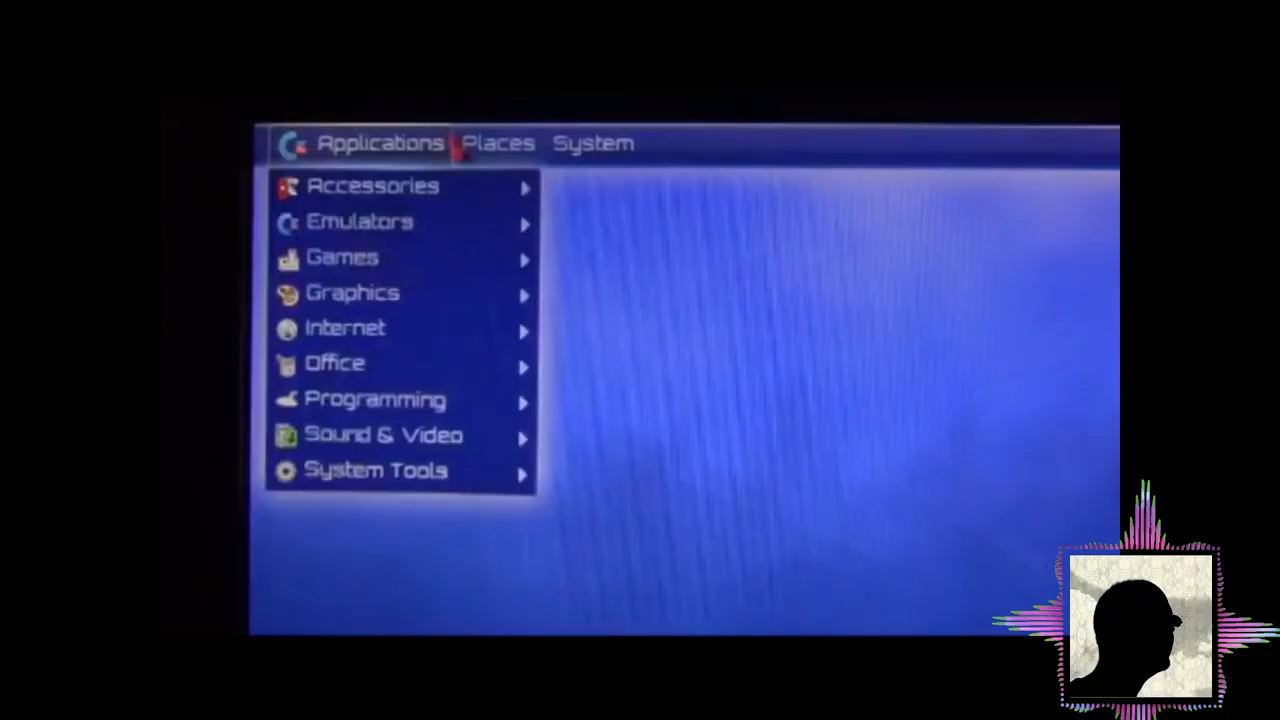 Applications Places System
Accessories
Emulators
Games
Graphics
Internet
Office
Programming
Sound & Video
System Tools